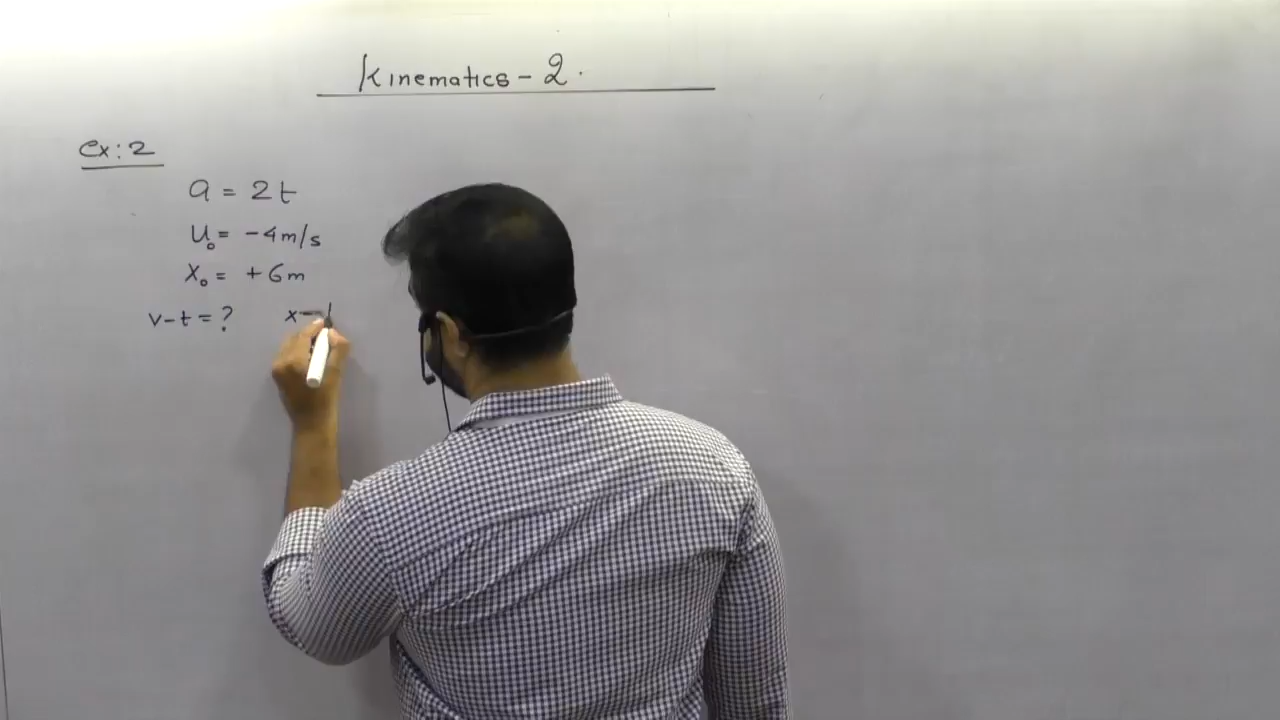 Kinematics - 2.
Ex: 2
a = 2t
u₀ = -4m/s
x₀ = +6m
v-t = ? x-